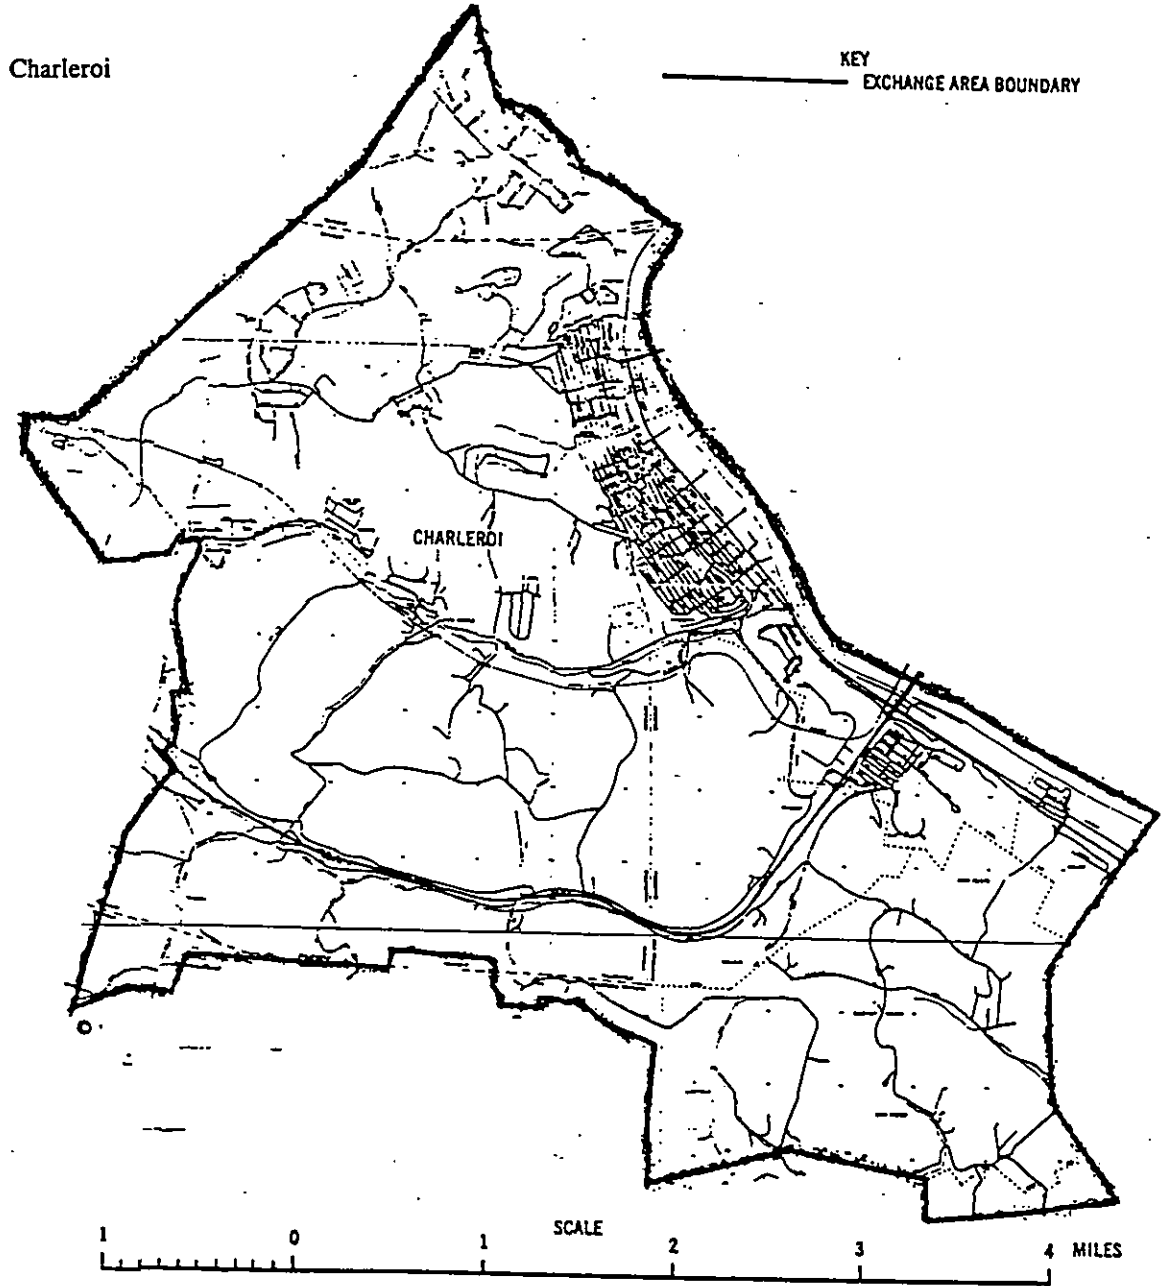 Charleroi
KEY
EXCHANGE AREA BOUNDARY
CHARLEROI
SCALE
1 0 1 2 3 4 MILES